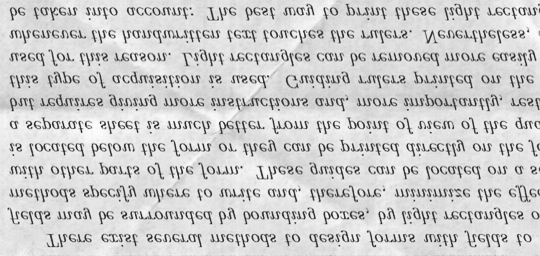 There exist several methods to design forms with fields to
fields may be surrounded by bounding boxes, by light rectangles o
methods specify where to write and, therefore, minimize the effe
with other parts of the form. These guides can be located on a se
is located below the form or they can be printed directly on the fo
a separate sheet is much better from the point of view of the qua
but requires giving more instructions and, more importantly, rest
this type of acquisition is used. Guiding rulers printed on the
used for this reason. Light rectangles can be removed more easily
whenever the handwritten text touches the rulers. Nevertheless,
be taken into account: The best way to print these light rectang